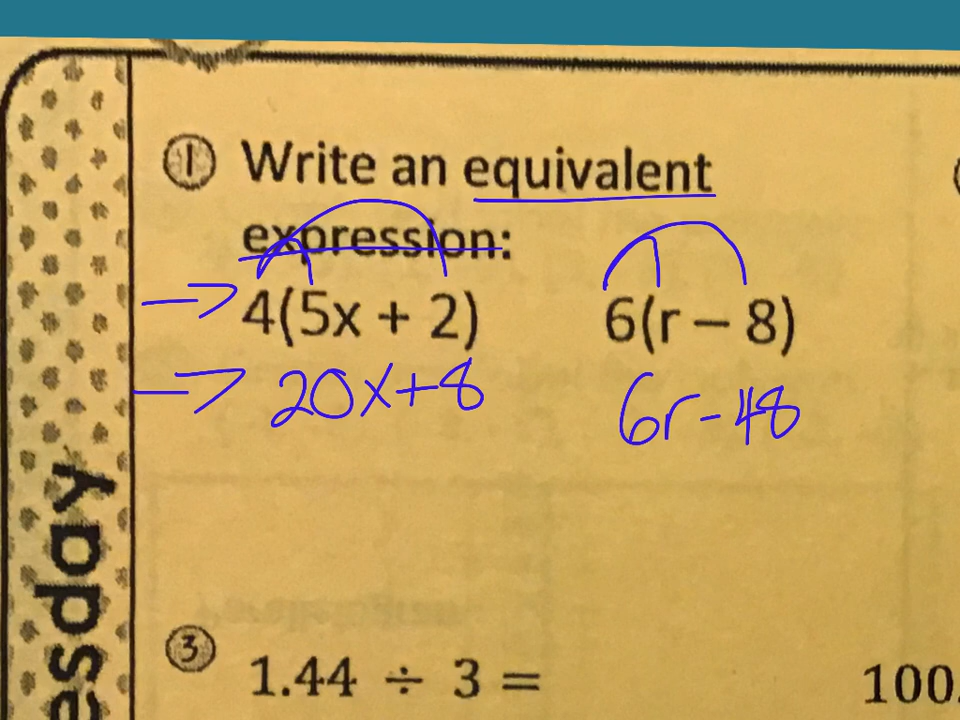 ① Write an equivalent
expression:
4(5x + 2) 6(r – 8)
→ 20x+8 6r-48
③ 1.44 ÷ 3 = 100.
esday